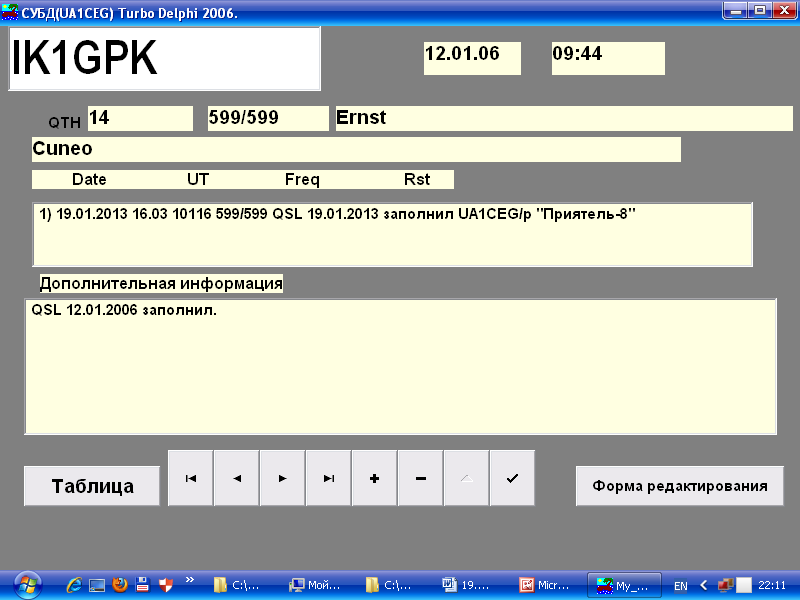 СУБД(UA1CEG) Turbo Delphi 2006.
IK1GPK
12.01.06 09:44
QTH 14 599/599 Ernst
Cuneo
Date UT Freq Rst
1) 19.01.2013 16.03 10116 599/599 QSL 19.01.2013 заполнил UA1CEG/p "Приятель-8"
Дополнительная информация
QSL 12.01.2006 заполнил.
Таблица
Форма редактирования
C:\... Мой... C:\... 19.... Micr... My_... EN 22:11